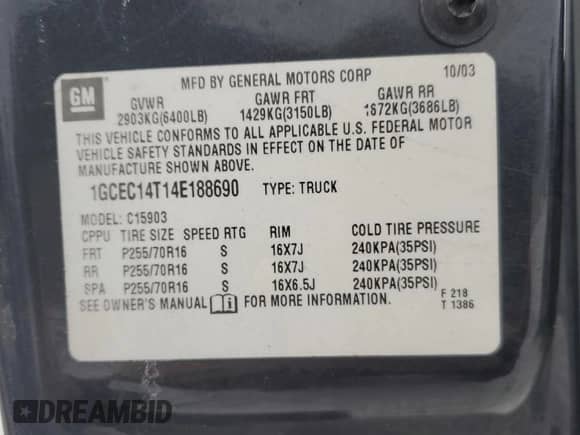 GM
MFD BY GENERAL MOTORS CORP 10/03
GVWR GAWR FRT GAWR RR
2903KG(6400LB) 1429KG(3150LB) 1672KG(3686LB)
THIS VEHICLE CONFORMS TO ALL APPLICABLE U.S. FEDERAL MOTOR
VEHICLE SAFETY STANDARDS IN EFFECT ON THE DATE OF
MANUFACTURE SHOWN ABOVE.
1GCEC14T14E188690 TYPE: TRUCK
MODEL: C15903
CPPU TIRE SIZE SPEED RTG RIM COLD TIRE PRESSURE
FRT P255/70R16 S 16X7J 240KPA(35PSI)
RR P255/70R16 S 16X7J 240KPA(35PSI)
SPA P255/70R16 S 16X6.5J 240KPA(35PSI)
SEE OWNER'S MANUAL FOR MORE INFORMATION. F 218
T 1386
DREAMBID